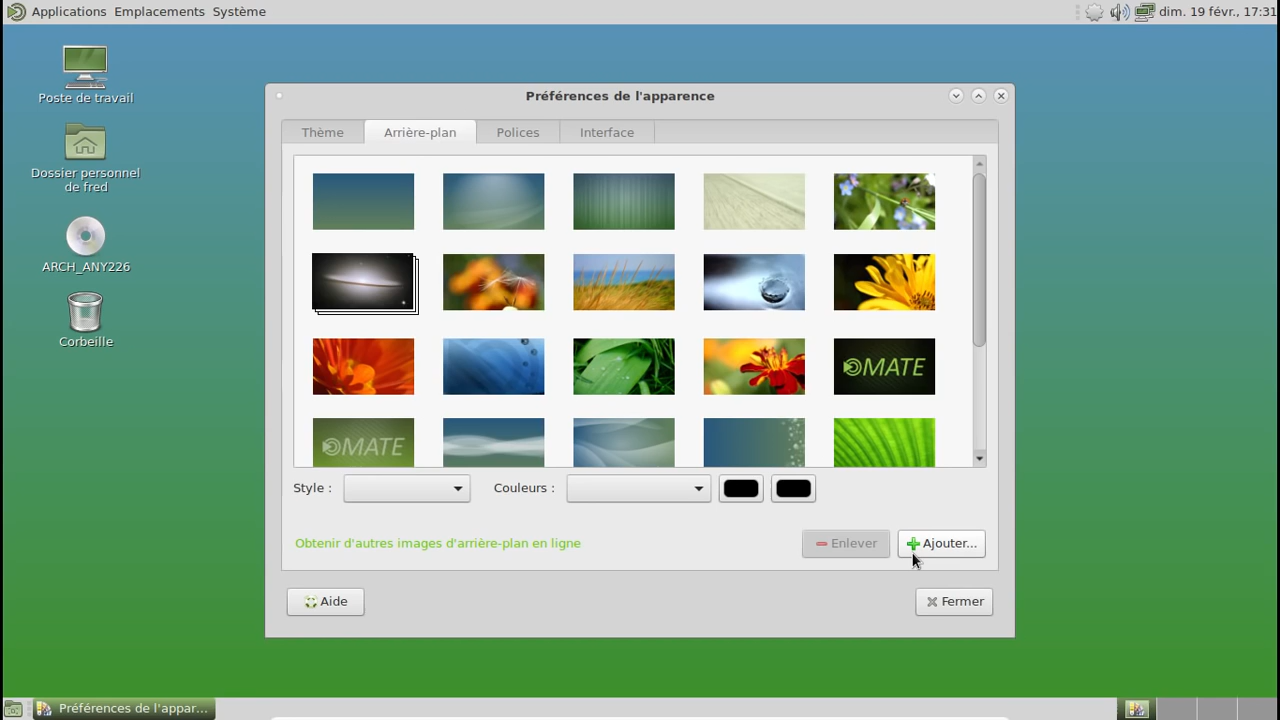 Applications Emplacements Système dim. 19 févr., 17:31
Poste de travail
Dossier personnel
de fred
ARCH_ANY226
Corbeille
Préférences de l'apparence
Thème Arrière-plan Polices Interface
MATE
MATE
Style : Couleurs :
Obtenir d'autres images d'arrière-plan en ligne Enlever Ajouter...
Aide Fermer
Préférences de l'appar...